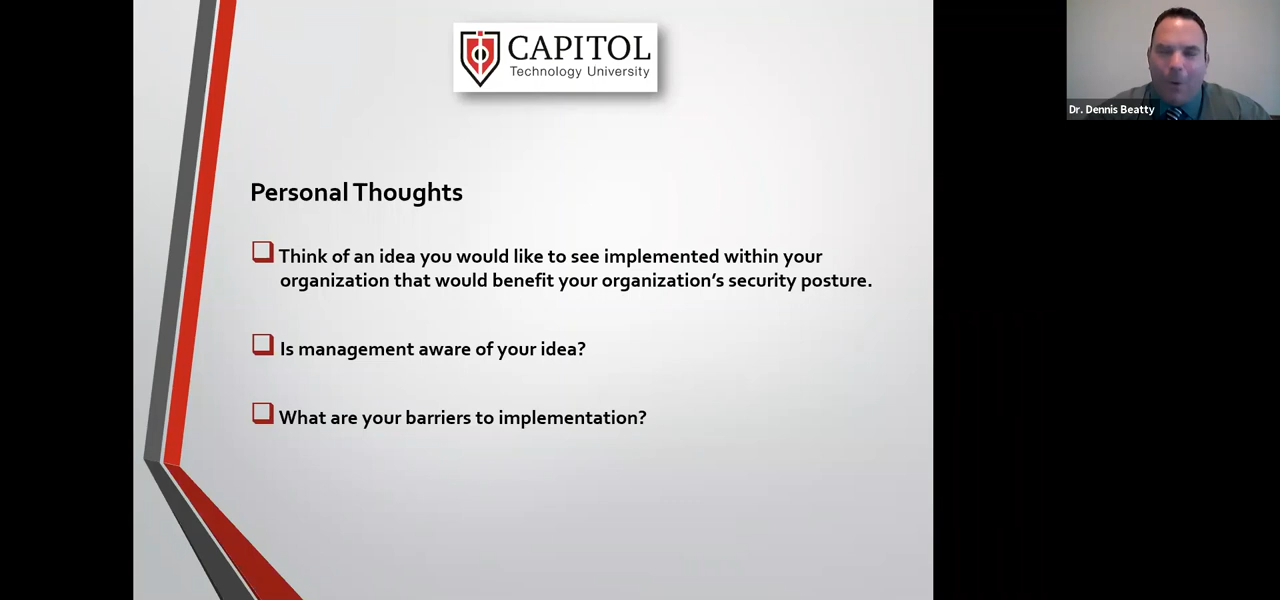 CAPITOL
Technology University
Dr. Dennis Beatty
Personal Thoughts
Think of an idea you would like to see implemented within your
organization that would benefit your organization’s security posture.
Is management aware of your idea?
What are your barriers to implementation?